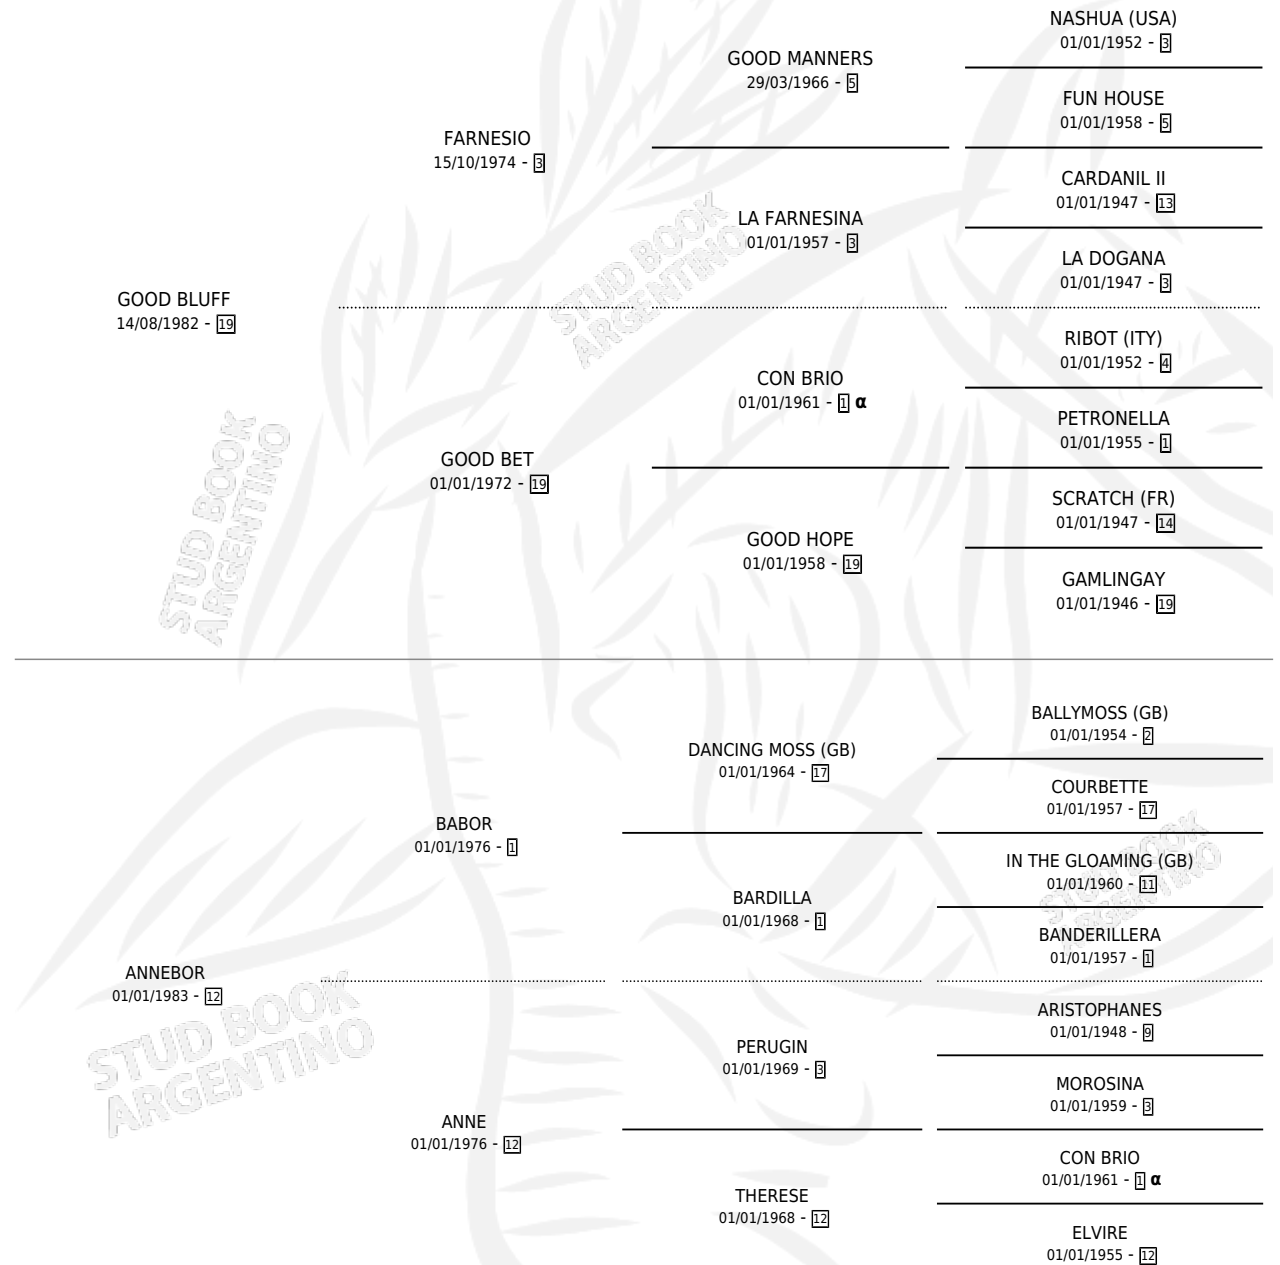 NASHUA (USA)
01/01/1952 - 3
GOOD MANNERS
29/03/1966 - 5
FUN HOUSE
01/01/1958 - 5
FARNESIO
15/10/1974 - 3
CARDANIL II
01/01/1947 - 13
LA FARNESINA
01/01/1957 - 3
LA DOGANA
01/01/1947 - 3
GOOD BLUFF
14/08/1982 - 19
STUD BOOK
ARGENTINO
RIBOT (ITY)
01/01/1952 - 4
CON BRIO
01/01/1961 - 1 α
PETRONELLA
01/01/1955 - 1
GOOD BET
01/01/1972 - 19
SCRATCH (FR)
01/01/1947 - 14
GOOD HOPE
01/01/1958 - 19
GAMLINGAY
01/01/1946 - 19
STUD BOOK
ARGENTINO
BALLYMOSS (GB)
01/01/1954 - 2
DANCING MOSS (GB)
01/01/1964 - 17
COURBETTE
01/01/1957 - 17
BABOR
01/01/1976 - 1
IN THE GLOAMING (GB)
01/01/1960 - 11
BARDILLA
01/01/1968 - 1
BANDERILLERA
01/01/1957 - 1
STUD BOOK
ARGENTINO
ANNEBOR
01/01/1983 - 12
STUD BOOK
ARGENTINO
ARISTOPHANES
01/01/1948 - 9
PERUGIN
01/01/1969 - 3
MOROSINA
01/01/1959 - 3
ANNE
01/01/1976 - 12
CON BRIO
01/01/1961 - 1 α
THERESE
01/01/1968 - 12
ELVIRE
01/01/1955 - 12